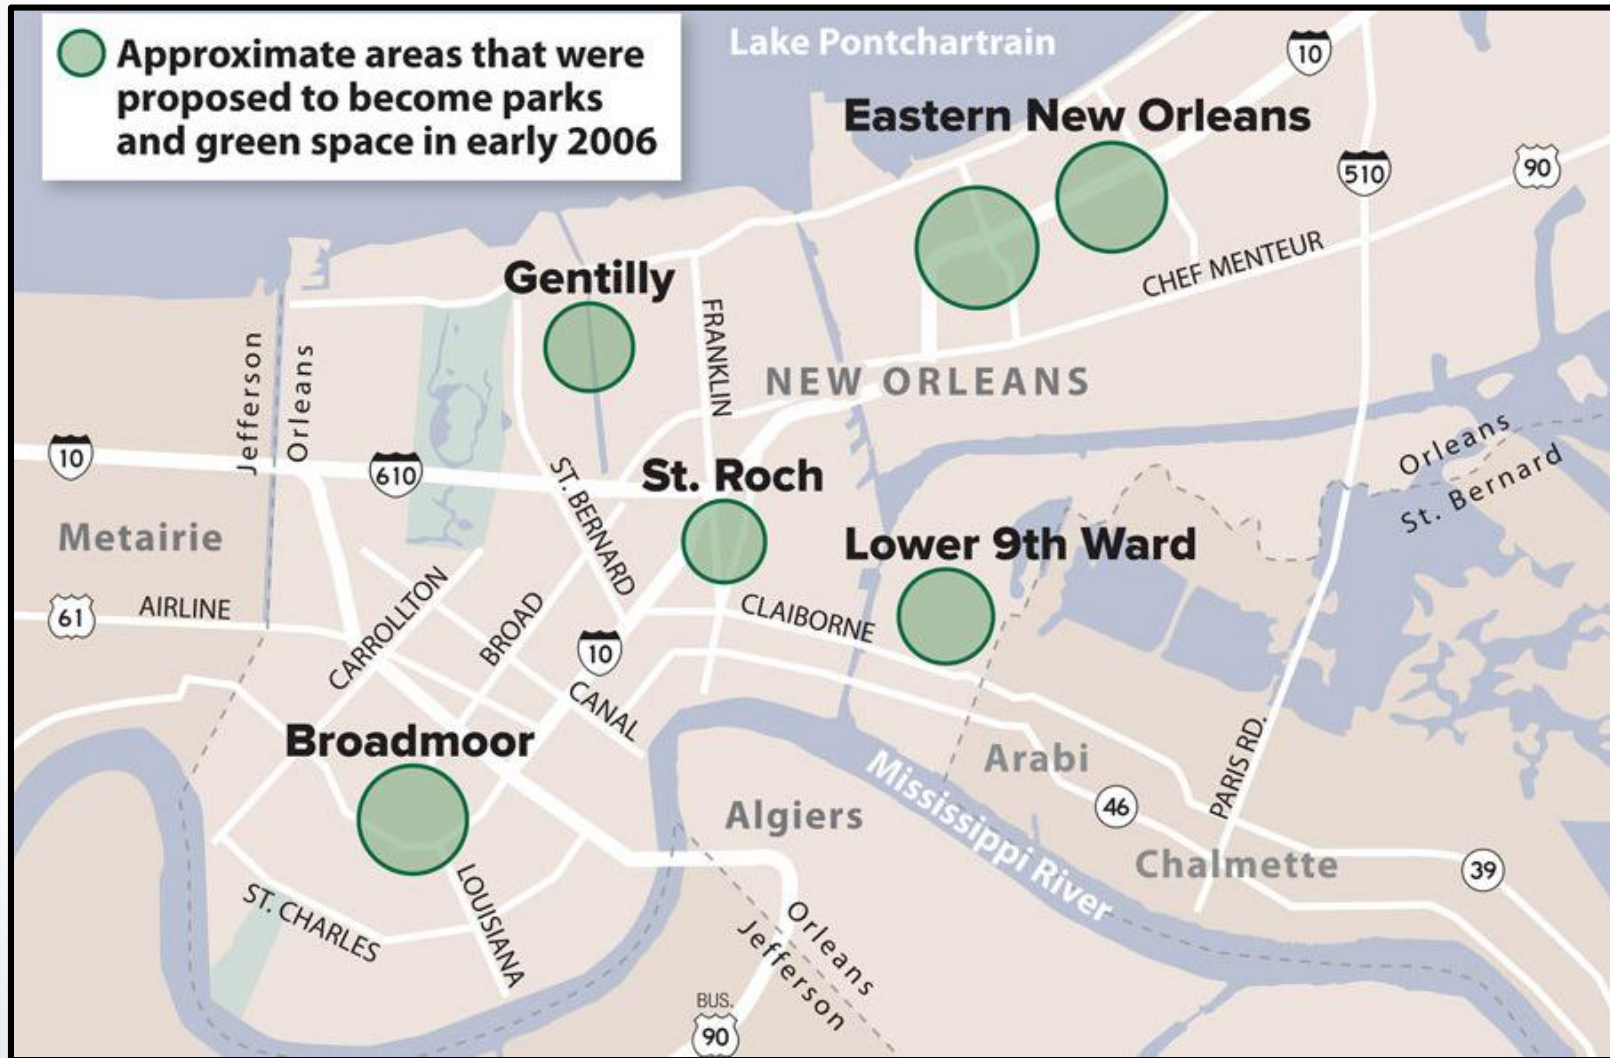 Approximate areas that were
proposed to become parks
and green space in early 2006
Lake Pontchartrain
10
Eastern New Orleans
510
90
CHEF MENTEUR
Gentilly
FRANKLIN
Jefferson
Orleans
NEW ORLEANS
10
610
St. Roch
ST. BERNARD
Orleans
St. Bernard
Metairie
Lower 9th Ward
61
AIRLINE
CARROLLTON
BROAD
CLAIBORNE
10
CANAL
Broadmoor
Arabi
PARIS RD.
Mississippi River
46
Algiers
Chalmette
39
ST. CHARLES
LOUISIANA
Orleans
Jefferson
BUS.
90